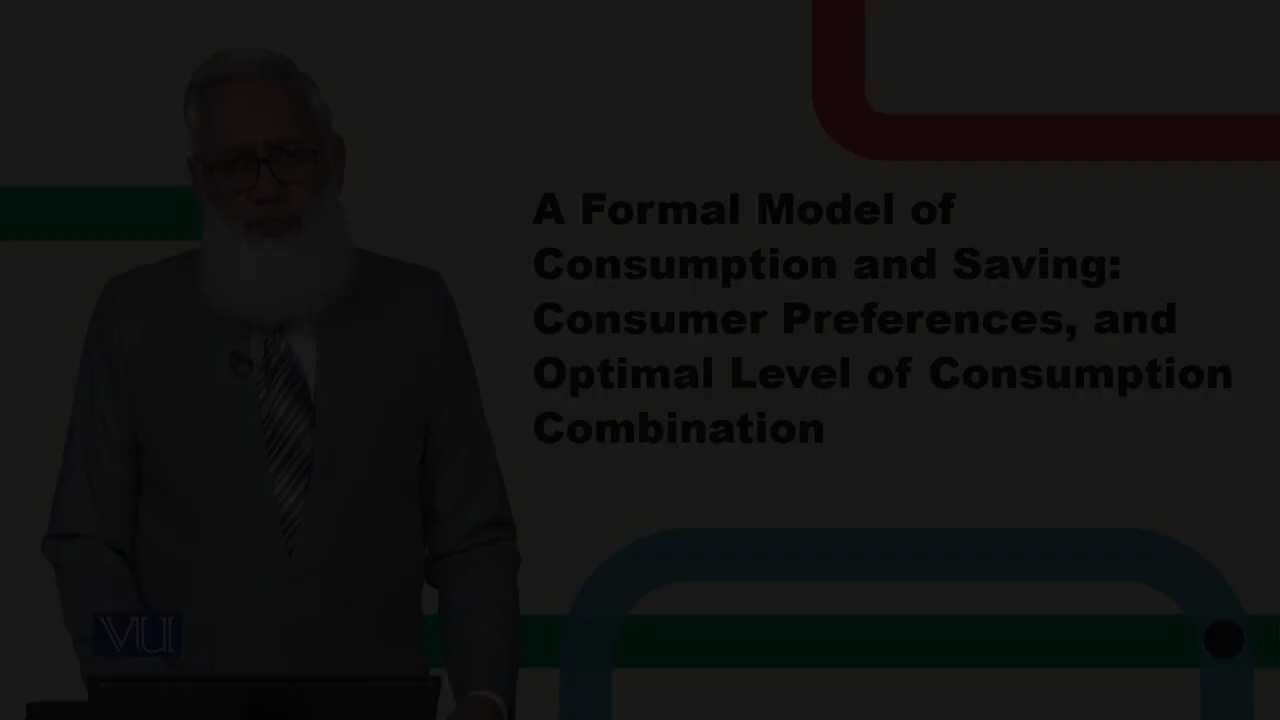 A Formal Model of
Consumption and Saving:
Consumer Preferences, and
Optimal Level of Consumption
Combination
VU